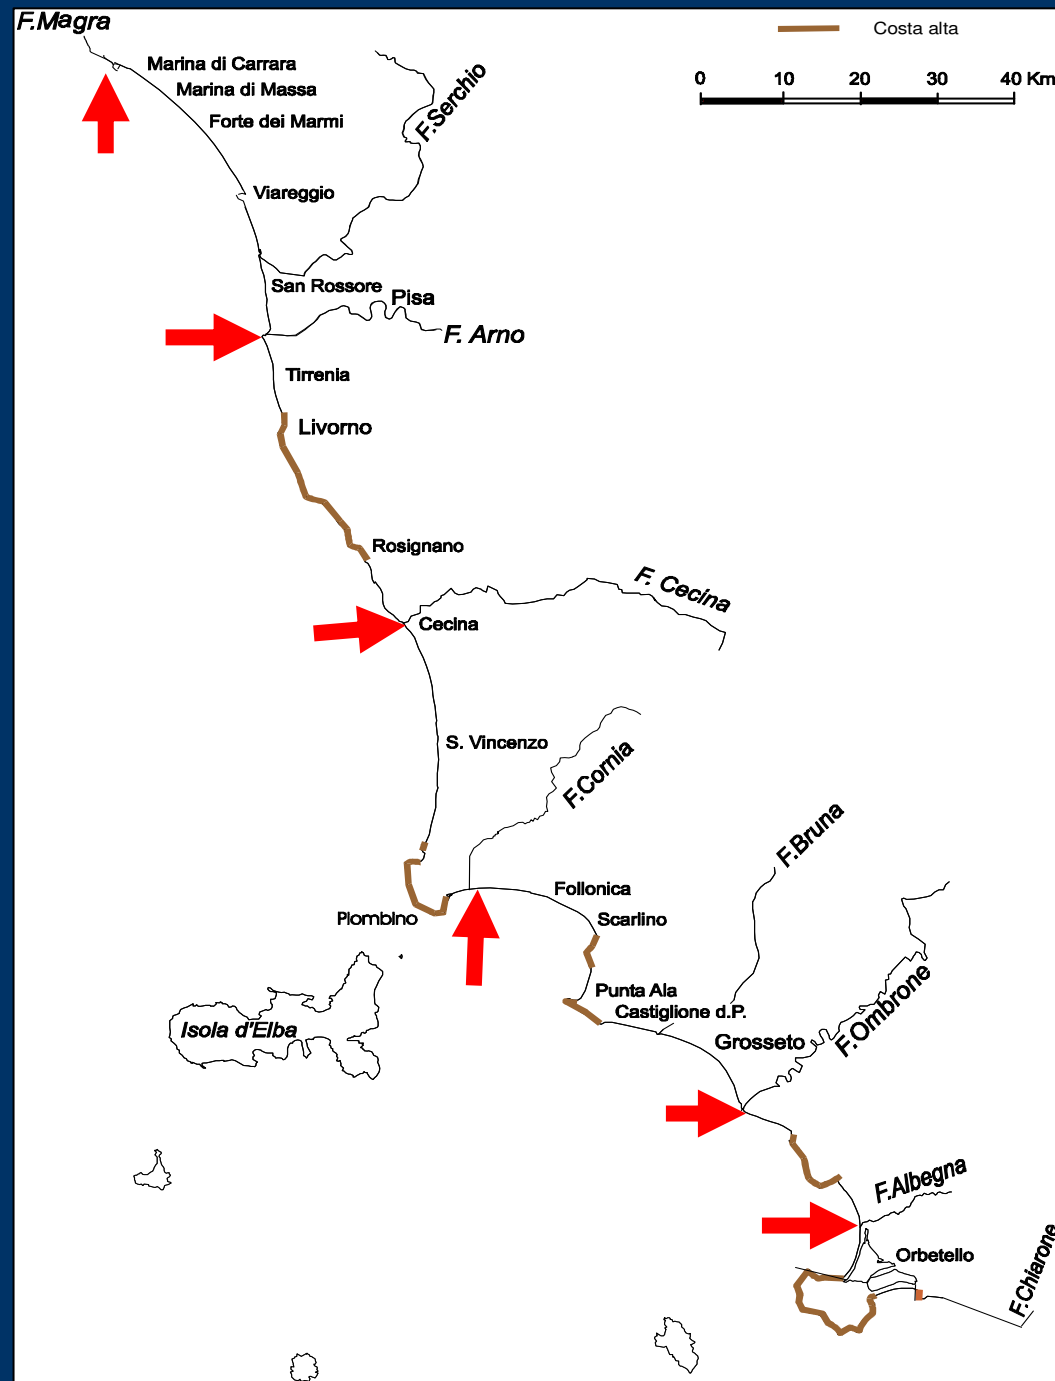 F.Magra
Costa alta
0 10 20 30 40 Km
Marina di Carrara
Marina di Massa
Forte dei Marmi
F.Serchio
Viareggio
San Rossore
Pisa
F. Arno
Tirrenia
Livorno
Rosignano
F. Cecina
Cecina
S. Vincenzo
F.Cornia
F.Bruna
Follonica
Piombino
Scarlino
Punta Ala
Castiglione d.P.
Isola d'Elba
Grosseto
F.Ombrone
F.Albegna
Orbetello
F.Chiarone